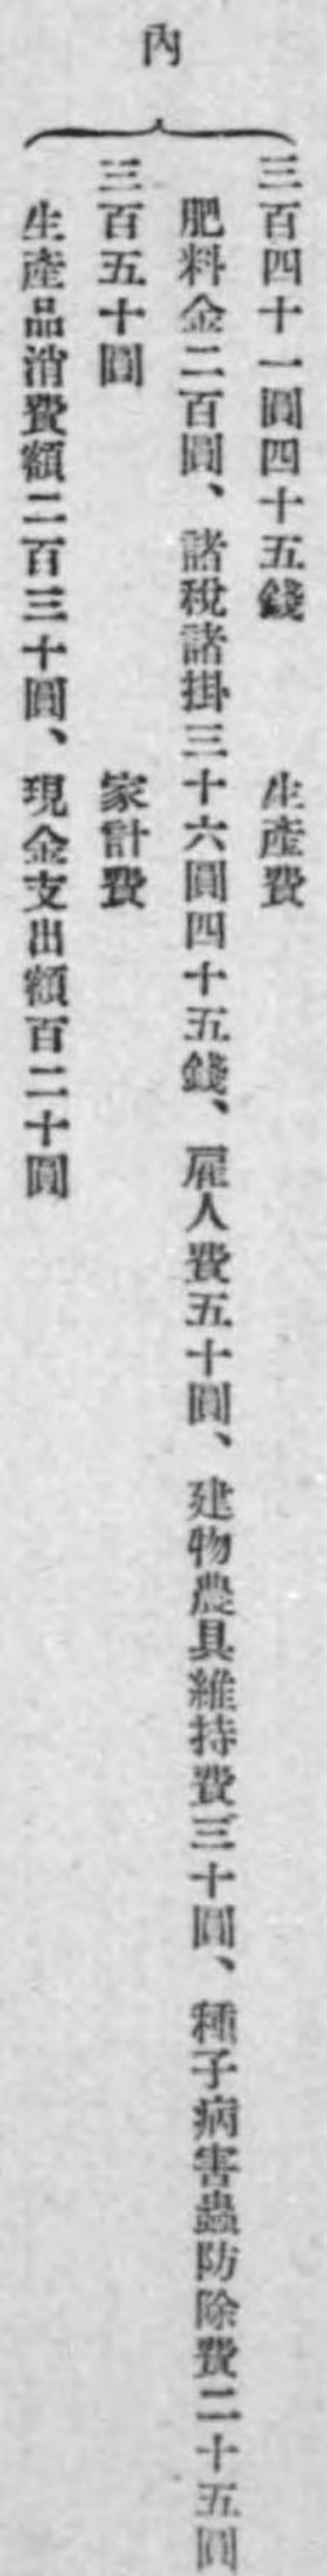 內
三百四十一圓四十五錢　生產費
肥料金二百圓、諸稅諸掛三十六圓四十五錢、雇人費五十圓、建物農具維持費三十圓、種子病害蟲防除費二十五圓
三百五十圓　家計費
生產品消費額二百三十圓、現金支出額百二十圓